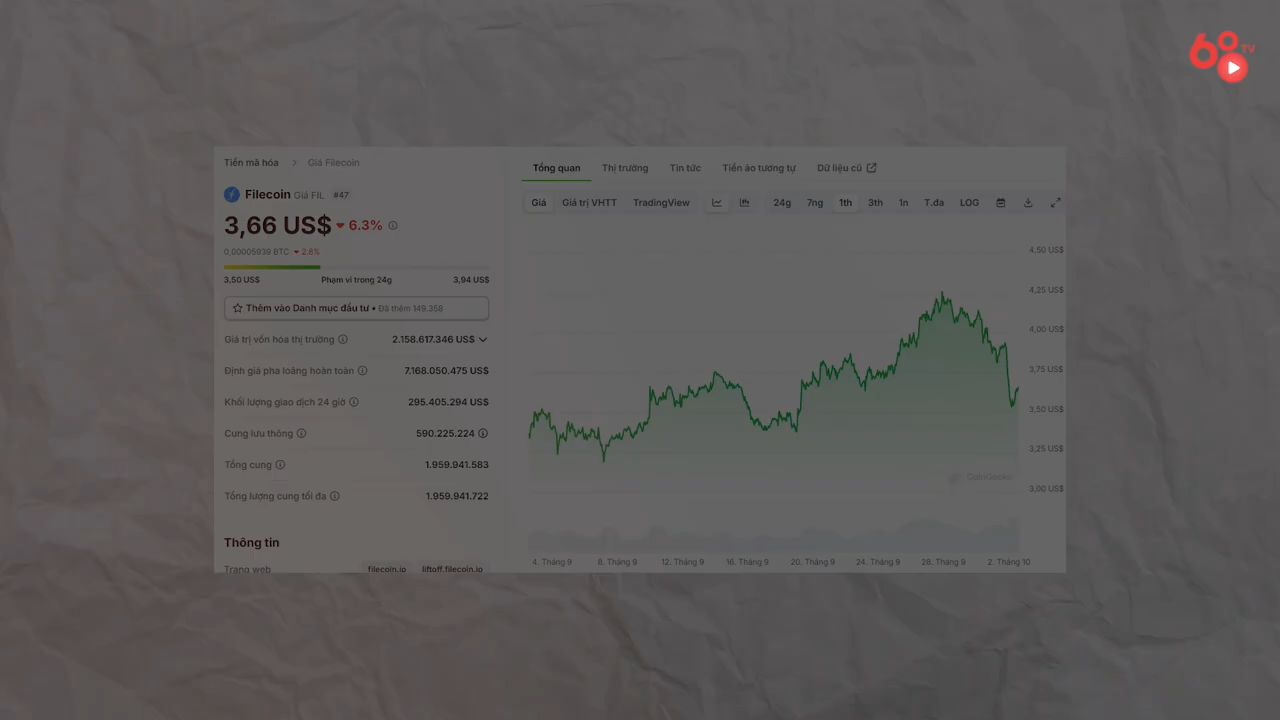 68 TV
Tiền mã hóa > Giá Filecoin
Filecoin Giá FIL #47
3,66 US$ 6.3%
0,00005939 BTC 2.8%
3,50 US$ Phạm vi trong 24g 3,94 US$
Thêm vào Danh mục đầu tư • Đã thêm 149.358
Giá trị vốn hóa thị trường 2.158.617.346 US$
Định giá pha loãng hoàn toàn 7.168.050.475 US$
Khối lượng giao dịch 24 giờ 295.405.294 US$
Cung lưu thông 590.225.224
Tổng cung 1.959.941.583
Tổng lượng cung tối đa 1.959.941.722
Thông tin
Trang web filecoin.io liftoff.filecoin.io
Tổng quan Thị trường Tin tức Tiền ảo tương tự Dữ liệu cũ
Giá Giá trị VHTT TradingView 24g 7ng 1th 3th 1n T.đa LOG
4,50 US$
4,25 US$
4,00 US$
3,75 US$
3,50 US$
3,25 US$
3,00 US$
CoinGecko
4. Tháng 9 8. Tháng 9 12. Tháng 9 16. Tháng 9 20. Tháng 9 24. Tháng 9 28. Tháng 9 2. Tháng 10